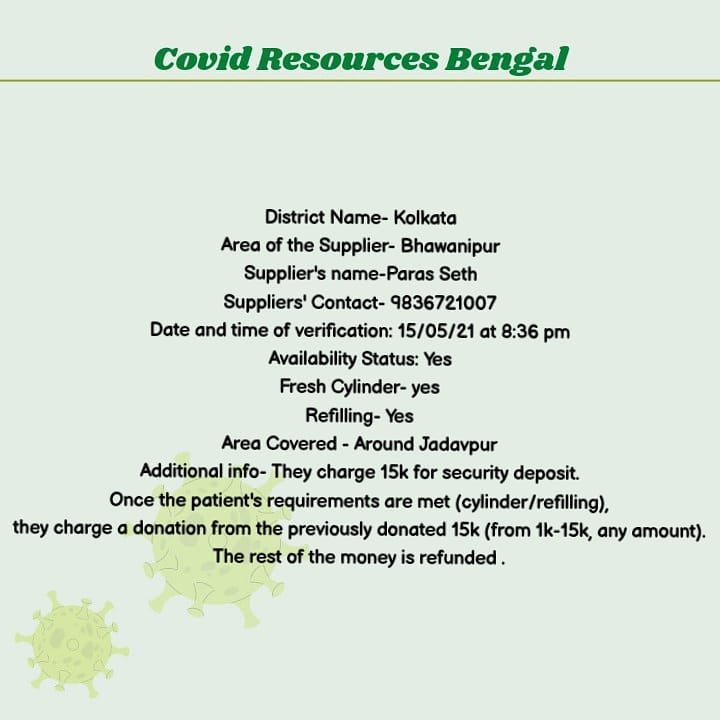 Covid Resources Bengal
District Name- Kolkata
Area of the Supplier- Bhawanipur
Supplier's name-Paras Seth
Suppliers' Contact- 9836721007
Date and time of verification: 15/05/21 at 8:36 pm
Availability Status: Yes
Fresh Cylinder- yes
Refilling- Yes
Area Covered - Around Jadavpur
Additional info- They charge 15k for security deposit.
Once the patient's requirements are met (cylinder/refilling),
they charge a donation from the previously donated 15k (from 1k-15k, any amount).
The rest of the money is refunded .